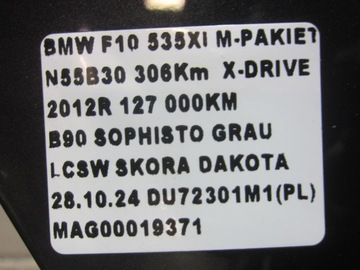 BMW F10 535XI M-PAKIET
N55B30 306Km X-DRIVE
2012R 127 000KM
B90 SOPHISTO GRAU
LCSW SKORA DAKOTA
28.10.24 DU72301M1(PL)
MAG00019371